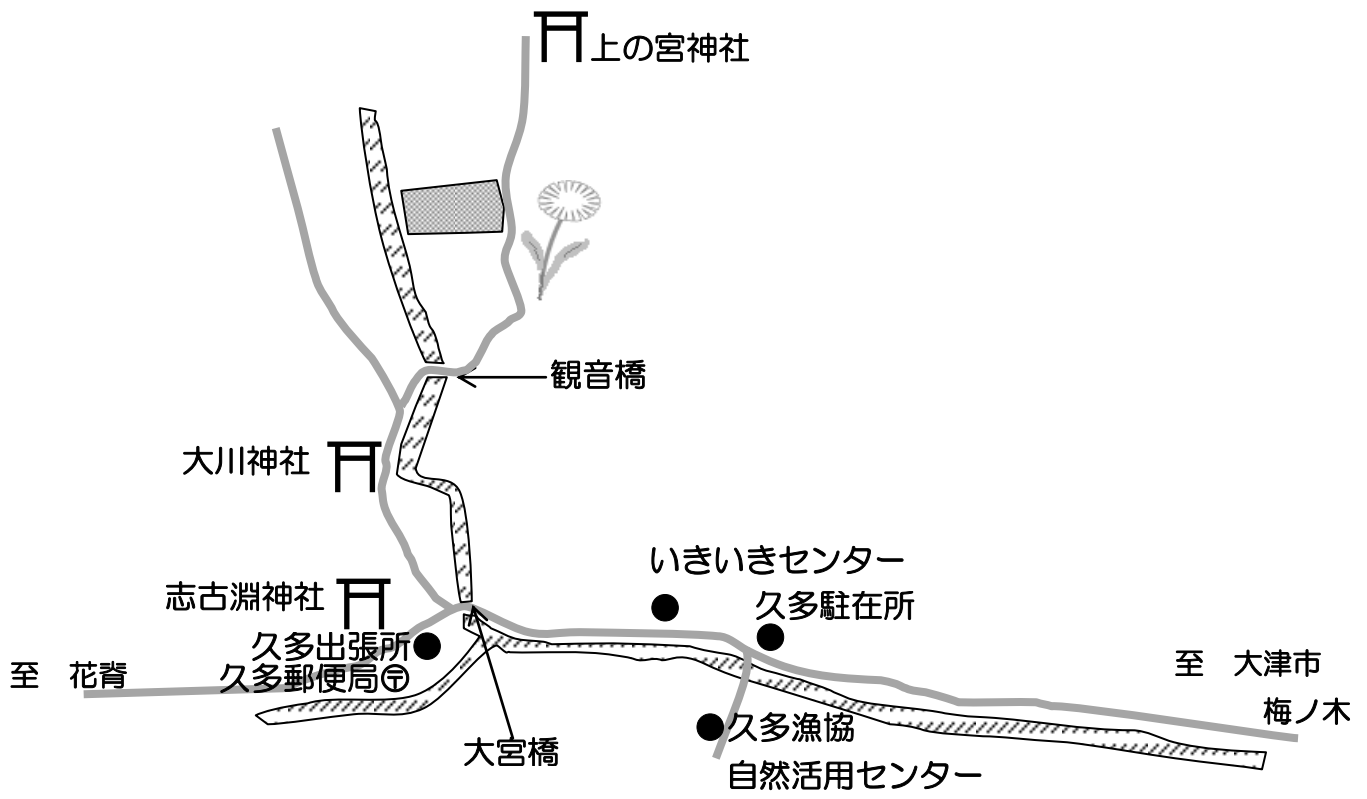 上の宮神社
観音橋
大川神社
いきいきセンター
志古淵神社
久多駐在所
久多出張所
久多郵便局〶
至　花脊
至　大津市
梅ノ木
久多漁協
大宮橋
自然活用センター